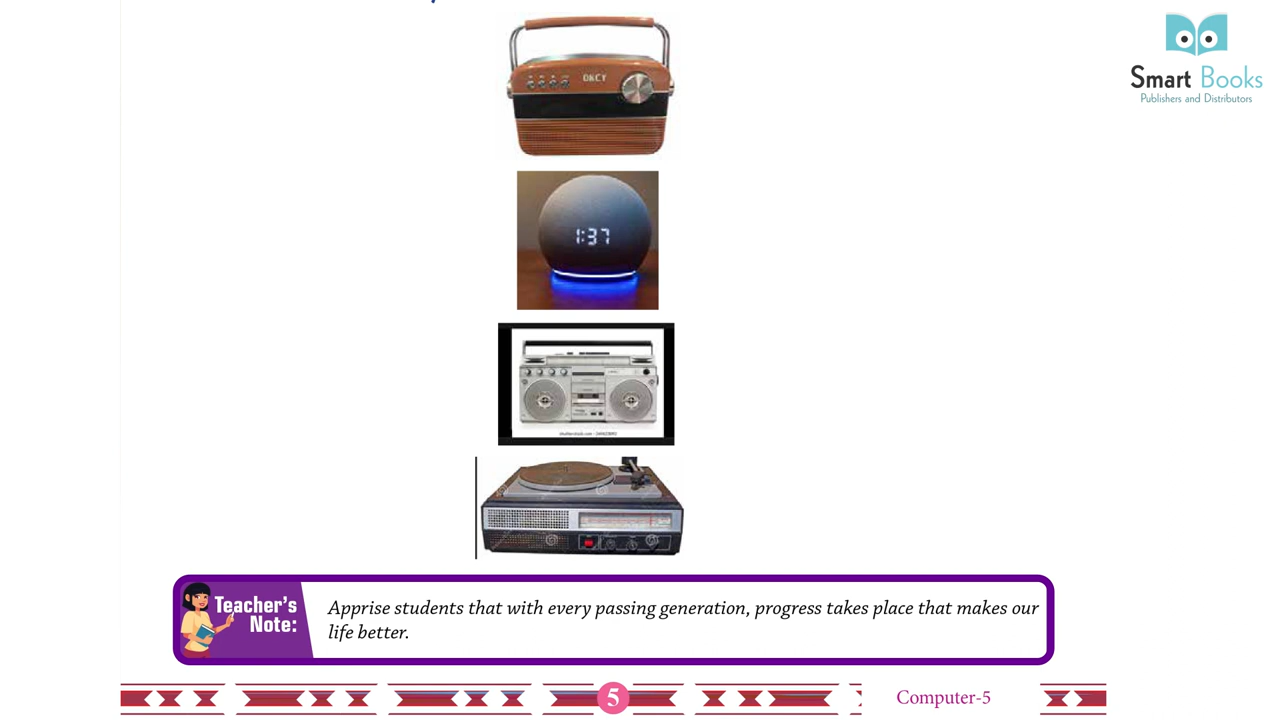 Smart Books
Publishers and Distributors
OKCY
1:37
Teacher's
Note:
Apprise students that with every passing generation, progress takes place that makes our
life better.
5
Computer-5